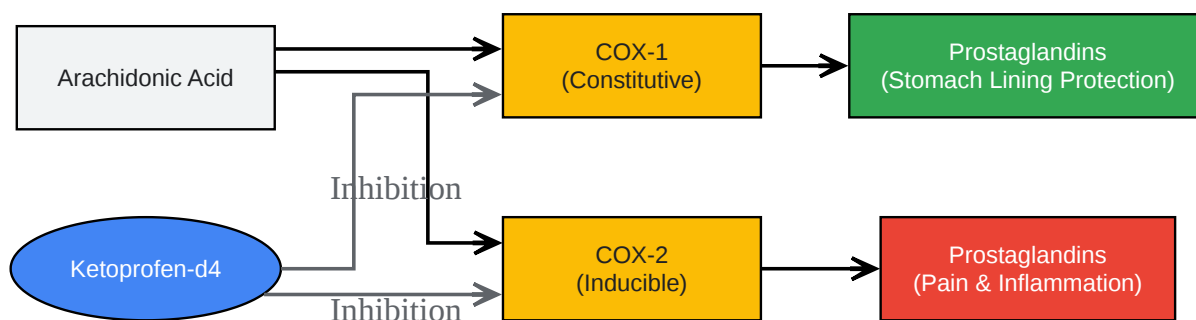 Arachidonic Acid
COX-1
(Constitutive)
Prostaglandins
(Stomach Lining Protection)
Inhibition
Ketoprofen-d4
COX-2
(Inducible)
Prostaglandins
(Pain & Inflammation)
Inhibition